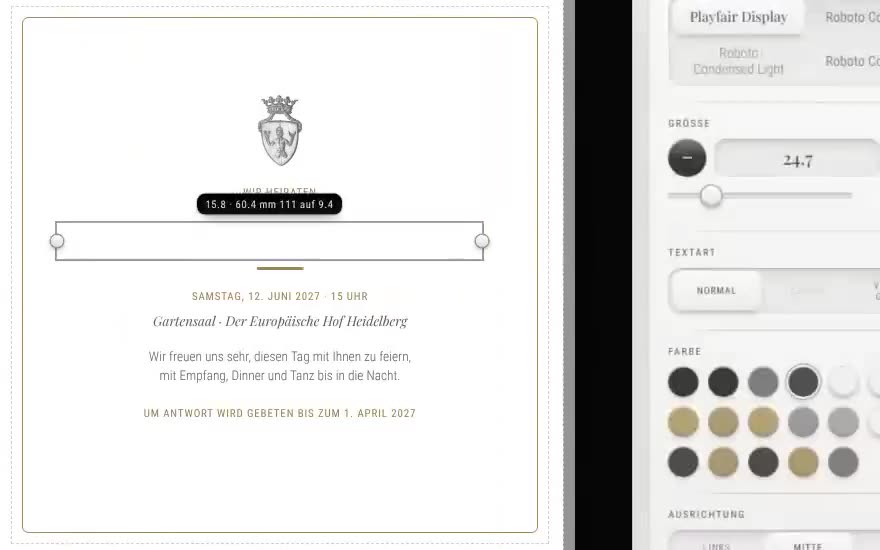 WIR HEIRATEN
15.8 · 60.4 mm 111 auf 9.4
SAMSTAG, 12. JUNI 2027 · 15 UHR
Gartensaal · Der Europäische Hof Heidelberg
Wir freuen uns sehr, diesen Tag mit Ihnen zu feiern,
mit Empfang, Dinner und Tanz bis in die Nacht.
UM ANTWORT WIRD GEBETEN BIS ZUM 1. APRIL 2027
Playfair Display
Roboto Co
Roboto
Condensed Light
Roboto Co
GRÖSSE
24.7
TEXTART
NORMAL
FARBE
AUSRICHTUNG
LINKS
MITTE